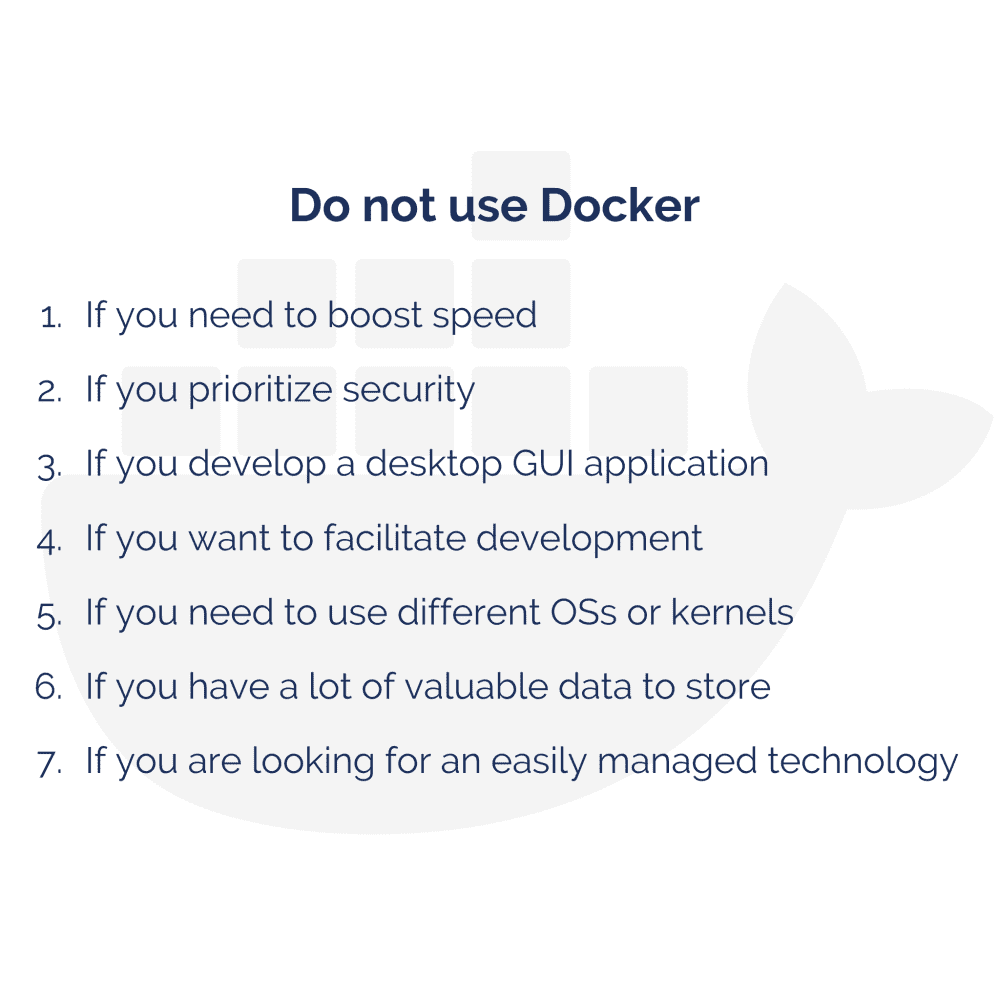 Do not use Docker
1. If you need to boost speed
2. If you prioritize security
3. If you develop a desktop GUI application
4. If you want to facilitate development
5. If you need to use different OSs or kernels
6. If you have a lot of valuable data to store
7. If you are looking for an easily managed technology